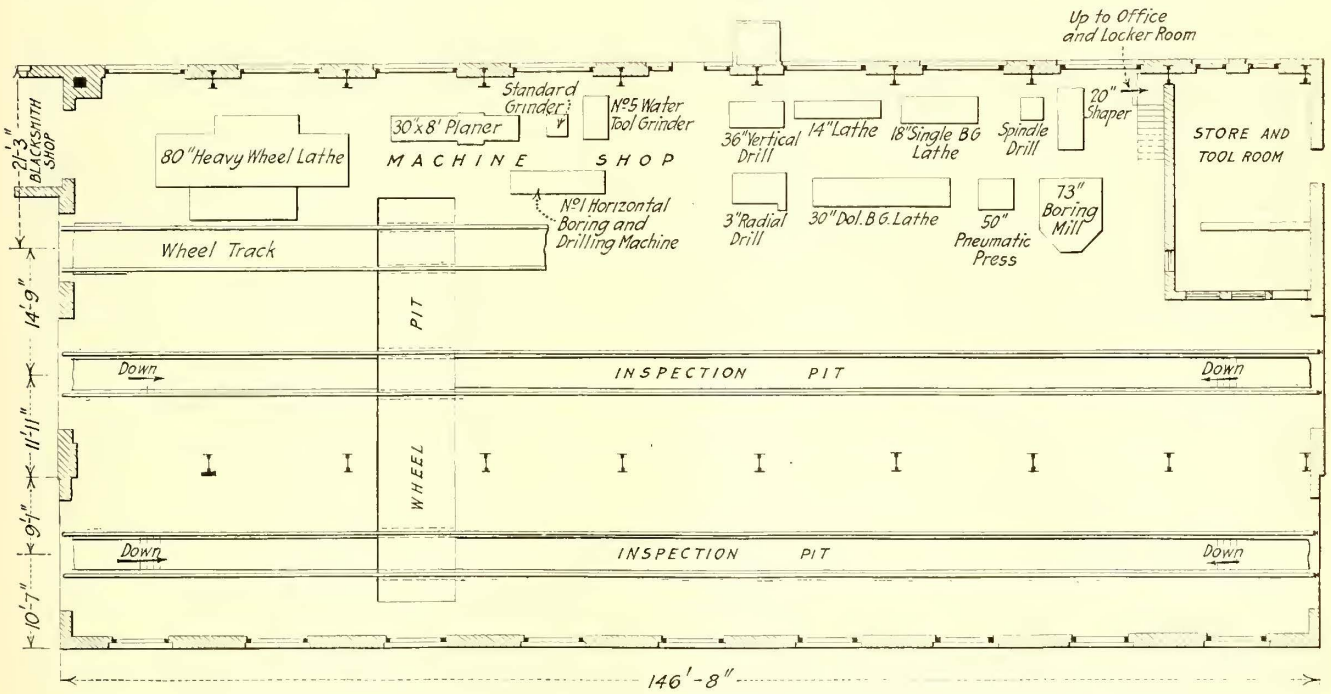 Up to Office
and Locker Room
21'-3"
BLACKSMITH
SHOP
80" Heavy Wheel Lathe
30"x8' Planer
Standard
Grinder
Nº5 Water
Tool Grinder
MACHINE SHOP
Nº1 Horizontal
Boring and
Drilling Machine
36" Vertical
Drill
14" Lathe
18" Single B G
Lathe
Spindle
Drill
20"
Shaper
3" Radial
Drill
30" Dol. B.G. Lathe
50"
Pneumatic
Press
73"
Boring
Mill
STORE AND
TOOL ROOM
Wheel Track
14'-9"
WHEEL PIT
Down
INSPECTION PIT
Down
11'-11"
9'-1"
Down
INSPECTION PIT
Down
10'-7"
146'-8"